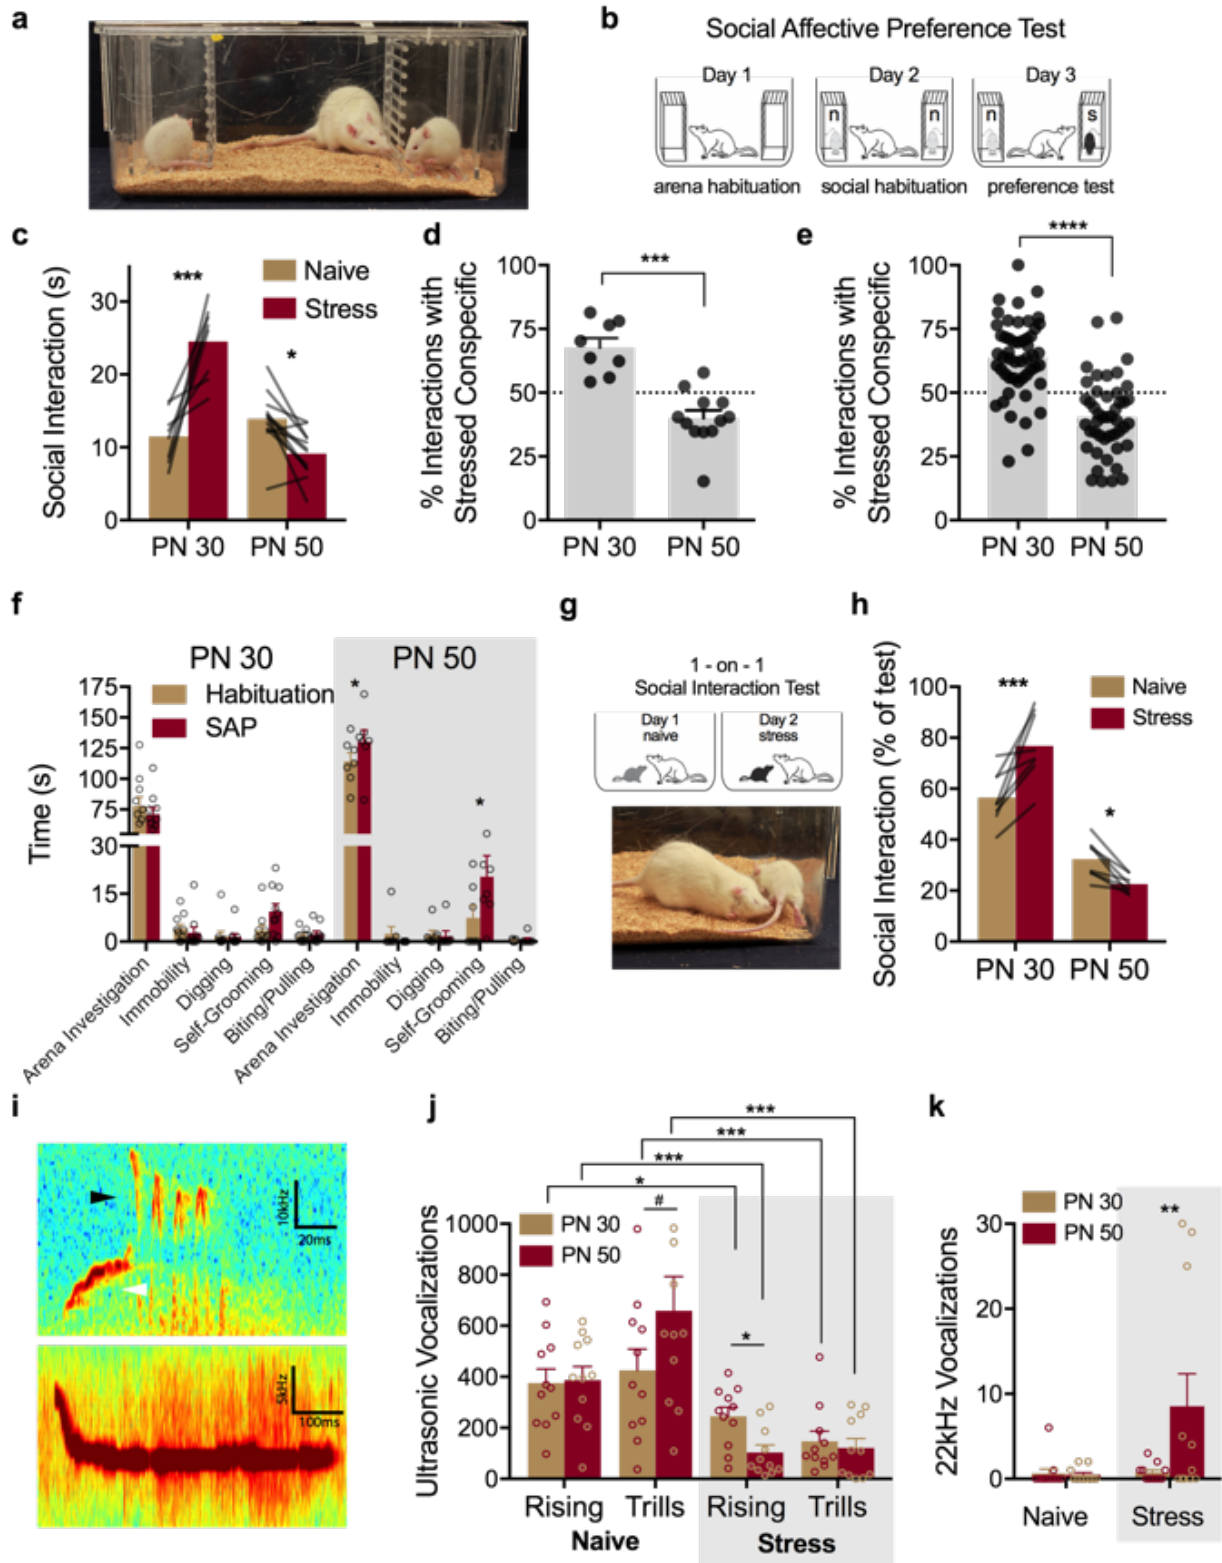 a
b
Social Affective Preference Test
Day 1
Day 2
Day 3
n
n
n
s
arena habituation
social habituation
preference test
c
Social Interaction (s)
30
20
10
0
***
*
Naive
Stress
PN 30
PN 50
d
% Interactions with
Stressed Conspecific
100
75
50
25
0
***
PN 30
PN 50
e
% Interactions with
Stressed Conspecific
100
75
50
25
0
****
PN 30
PN 50
f
PN 30
PN 50
Habituation
SAP
Time (s)
175
150
125
100
75
30
15
0
*
*
Arena Investigation
Immobility
Digging
Self-Grooming
Biting/Pulling
Arena Investigation
Immobility
Digging
Self-Grooming
Biting/Pulling
g
1 - on - 1
Social Interaction Test
Day 1
naive
Day 2
stress
h
Social Interaction (% of test)
100
80
60
40
20
0
***
*
Naive
Stress
PN 30
PN 50
i
10kHz
20ms
5kHz
100ms
j
***
***
***
*
#
*
Ultrasonic Vocalizations
1000
800
600
400
200
0
PN 30
PN 50
Rising
Trills
Rising
Trills
Naive
Stress
k
22kHz Vocalizations
30
20
10
0
PN 30
PN 50
**
Naive
Stress